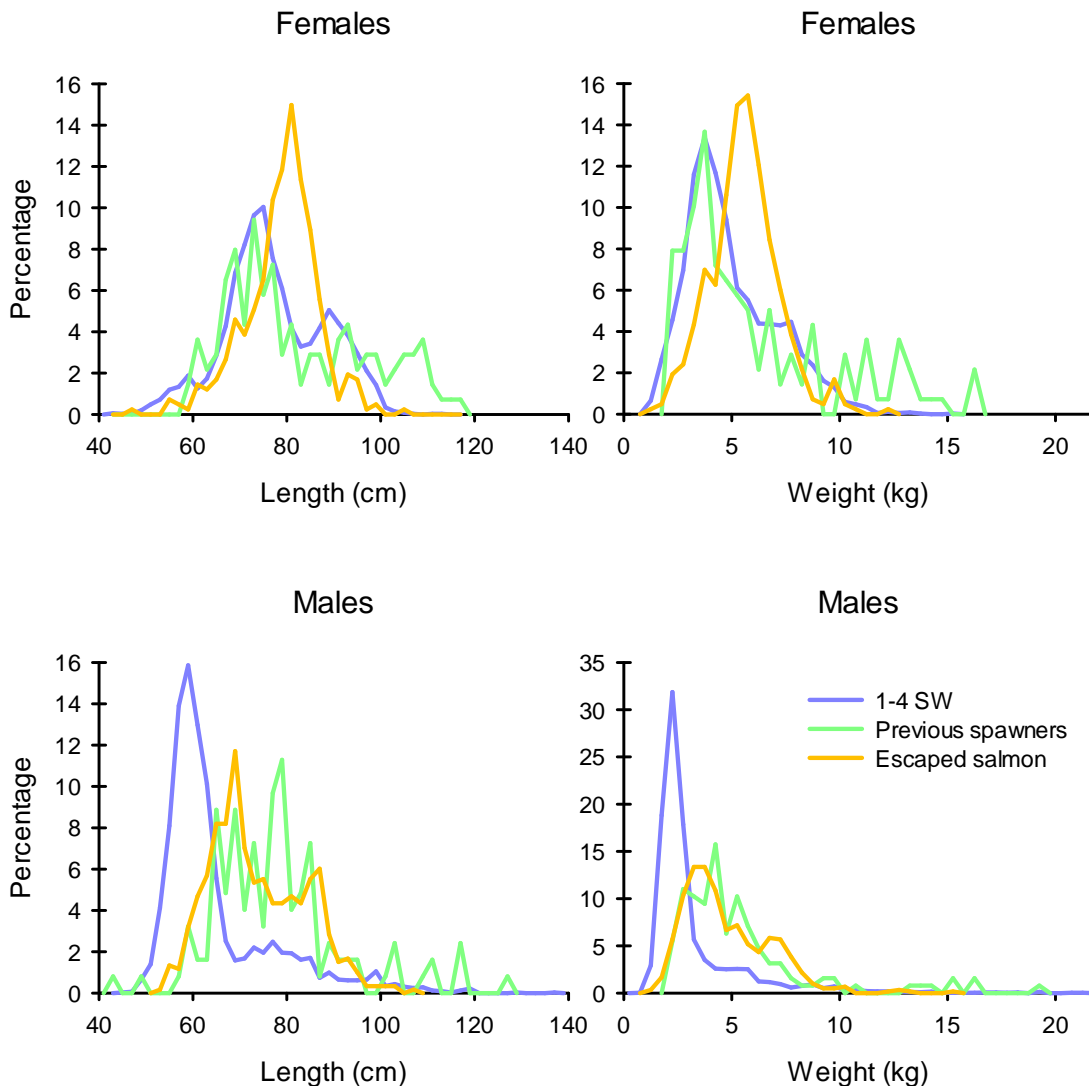 Females
Females
Percentage
16
14
12
10
8
6
4
2
0
40 60 80 100 120 140
Length (cm)
16
14
12
10
8
6
4
2
0
0 5 10 15 20
Weight (kg)
Males
Males
Percentage
16
14
12
10
8
6
4
2
0
40 60 80 100 120 140
Length (cm)
35
30
25
20
15
10
5
0
0 5 10 15 20
Weight (kg)
1-4 SW
Previous spawners
Escaped salmon